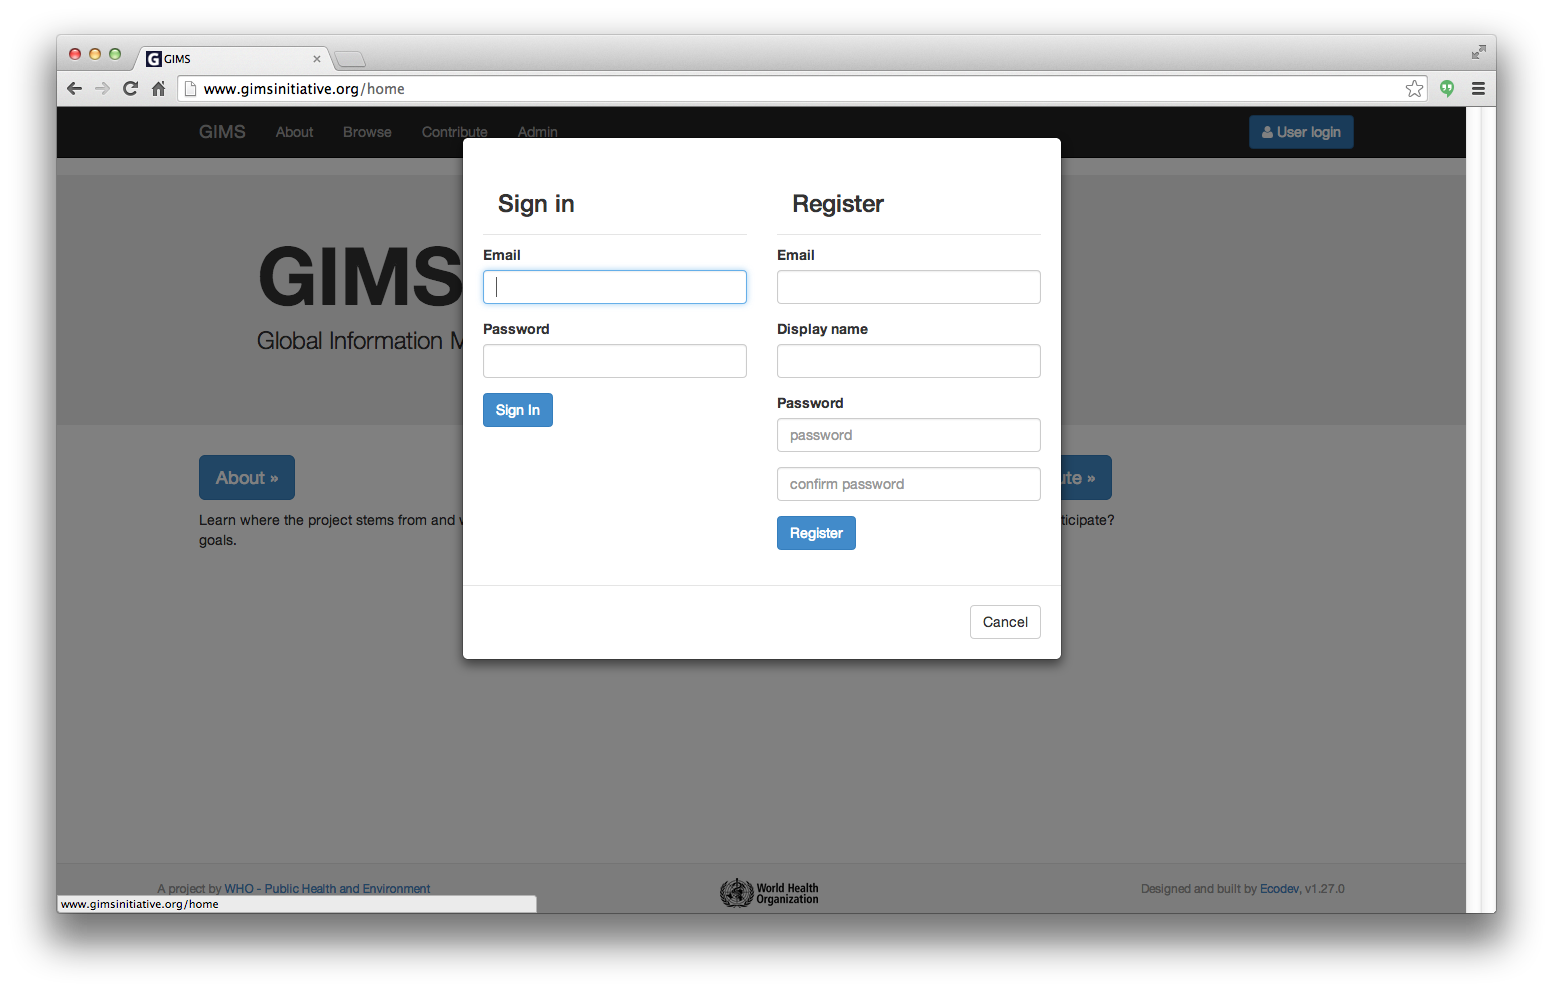 GIMS
www.gimsinitiative.org/home
GIMS About Browse Contribute Admin User login
Sign in
Email
Password
Sign In
Register
Email
Display name
Password
password
confirm password
Register
Cancel
GIMS
Global Information M
About »
Learn where the project stems from and
goals.
ute »
ticipate?
A project by WHO - Public Health and Environment
World Health
Organization
Designed and built by Ecodev, v1.27.0
www.gimsinitiative.org/home